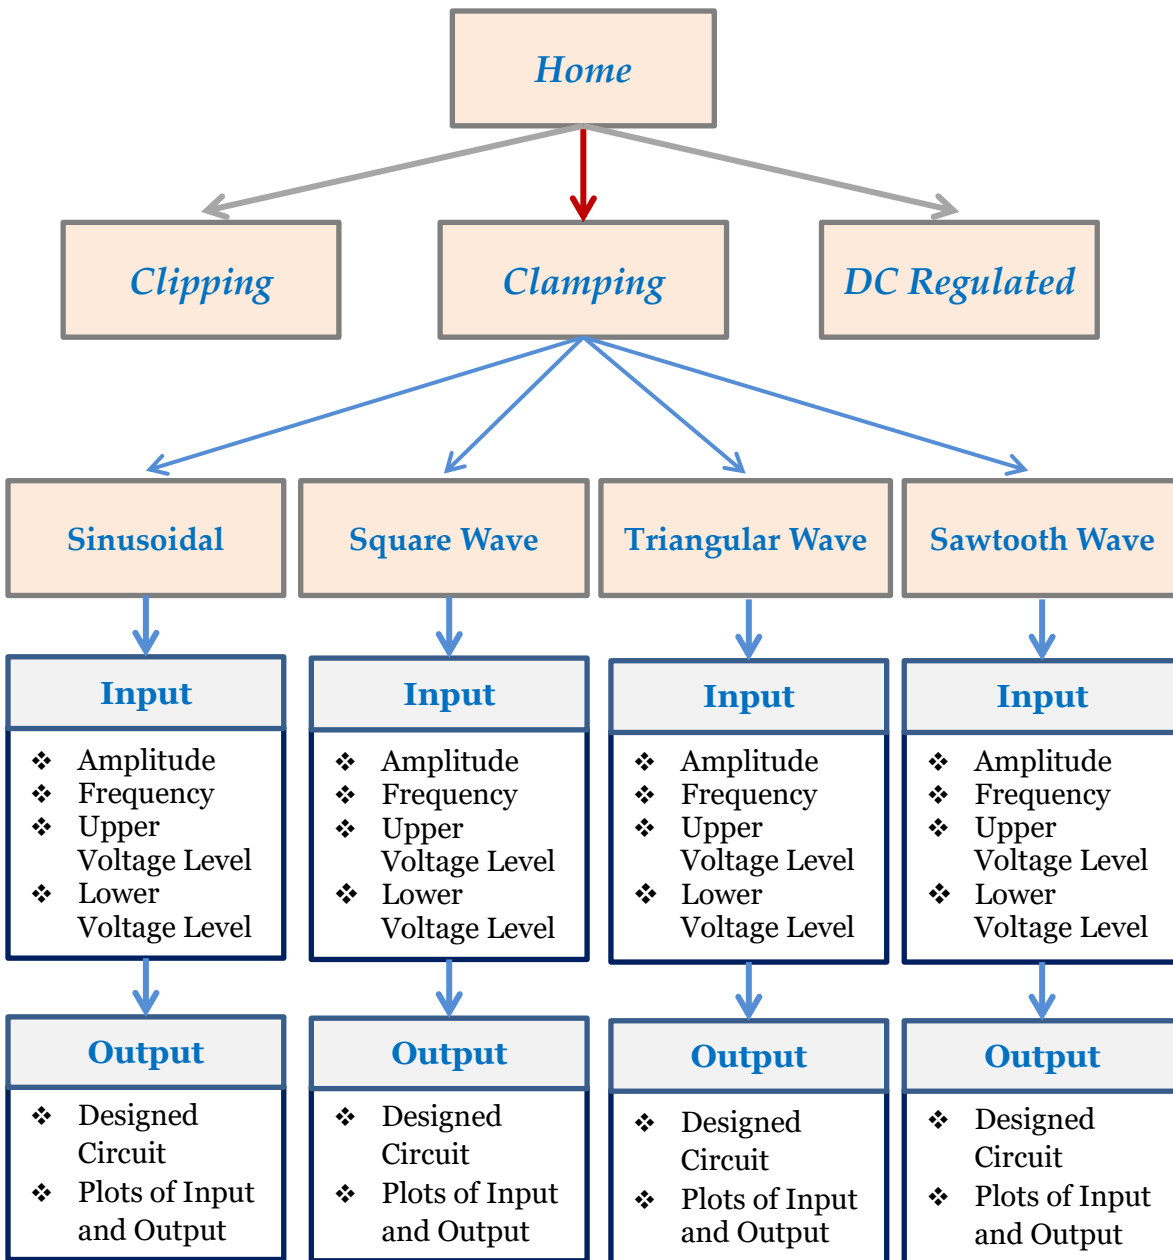 Home
Clipping
Clamping
DC Regulated
Sinusoidal
Square Wave
Triangular Wave
Sawtooth Wave
Input
❖ Amplitude
❖ Frequency
❖ Upper
Voltage Level
❖ Lower
Voltage Level
Input
❖ Amplitude
❖ Frequency
❖ Upper
Voltage Level
❖ Lower
Voltage Level
Input
❖ Amplitude
❖ Frequency
❖ Upper
Voltage Level
❖ Lower
Voltage Level
Input
❖ Amplitude
❖ Frequency
❖ Upper
Voltage Level
❖ Lower
Voltage Level
Output
❖ Designed
Circuit
❖ Plots of Input
and Output
Output
❖ Designed
Circuit
❖ Plots of Input
and Output
Output
❖ Designed
Circuit
❖ Plots of Input
and Output
Output
❖ Designed
Circuit
❖ Plots of Input
and Output